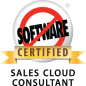 SOFTWARE
CERTIFIED
SALES CLOUD
CONSULTANT